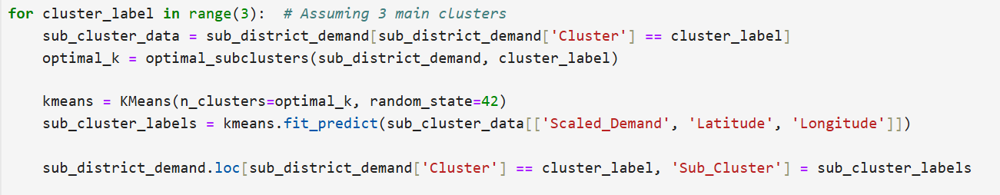 for cluster_label in range(3):  # Assuming 3 main clusters
    sub_cluster_data = sub_district_demand[sub_district_demand['Cluster'] == cluster_label]
    optimal_k = optimal_subclusters(sub_district_demand, cluster_label)

    kmeans = KMeans(n_clusters=optimal_k, random_state=42)
    sub_cluster_labels = kmeans.fit_predict(sub_cluster_data[['Scaled_Demand', 'Latitude', 'Longitude']])

    sub_district_demand.loc[sub_district_demand['Cluster'] == cluster_label, 'Sub_Cluster'] = sub_cluster_labels